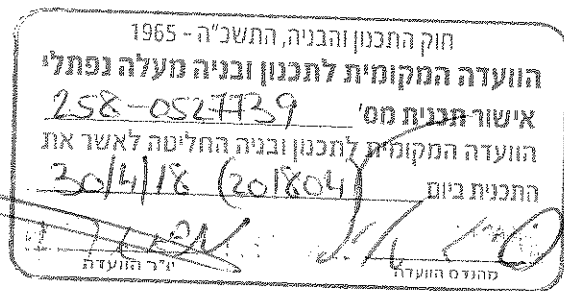 חוק התכנון והבניה, התשכ"ה - 1965
הוועדה המקומית לתכנון ובניה מעלה נפתלי
אישור תכנית מס' 258-0527739
הוועדה המקומית לתכנון ובניה החליטה לאשר את
התכנית ביום 30/4/18 (201804)
מהנדס הוועדה יו"ר הוועדה